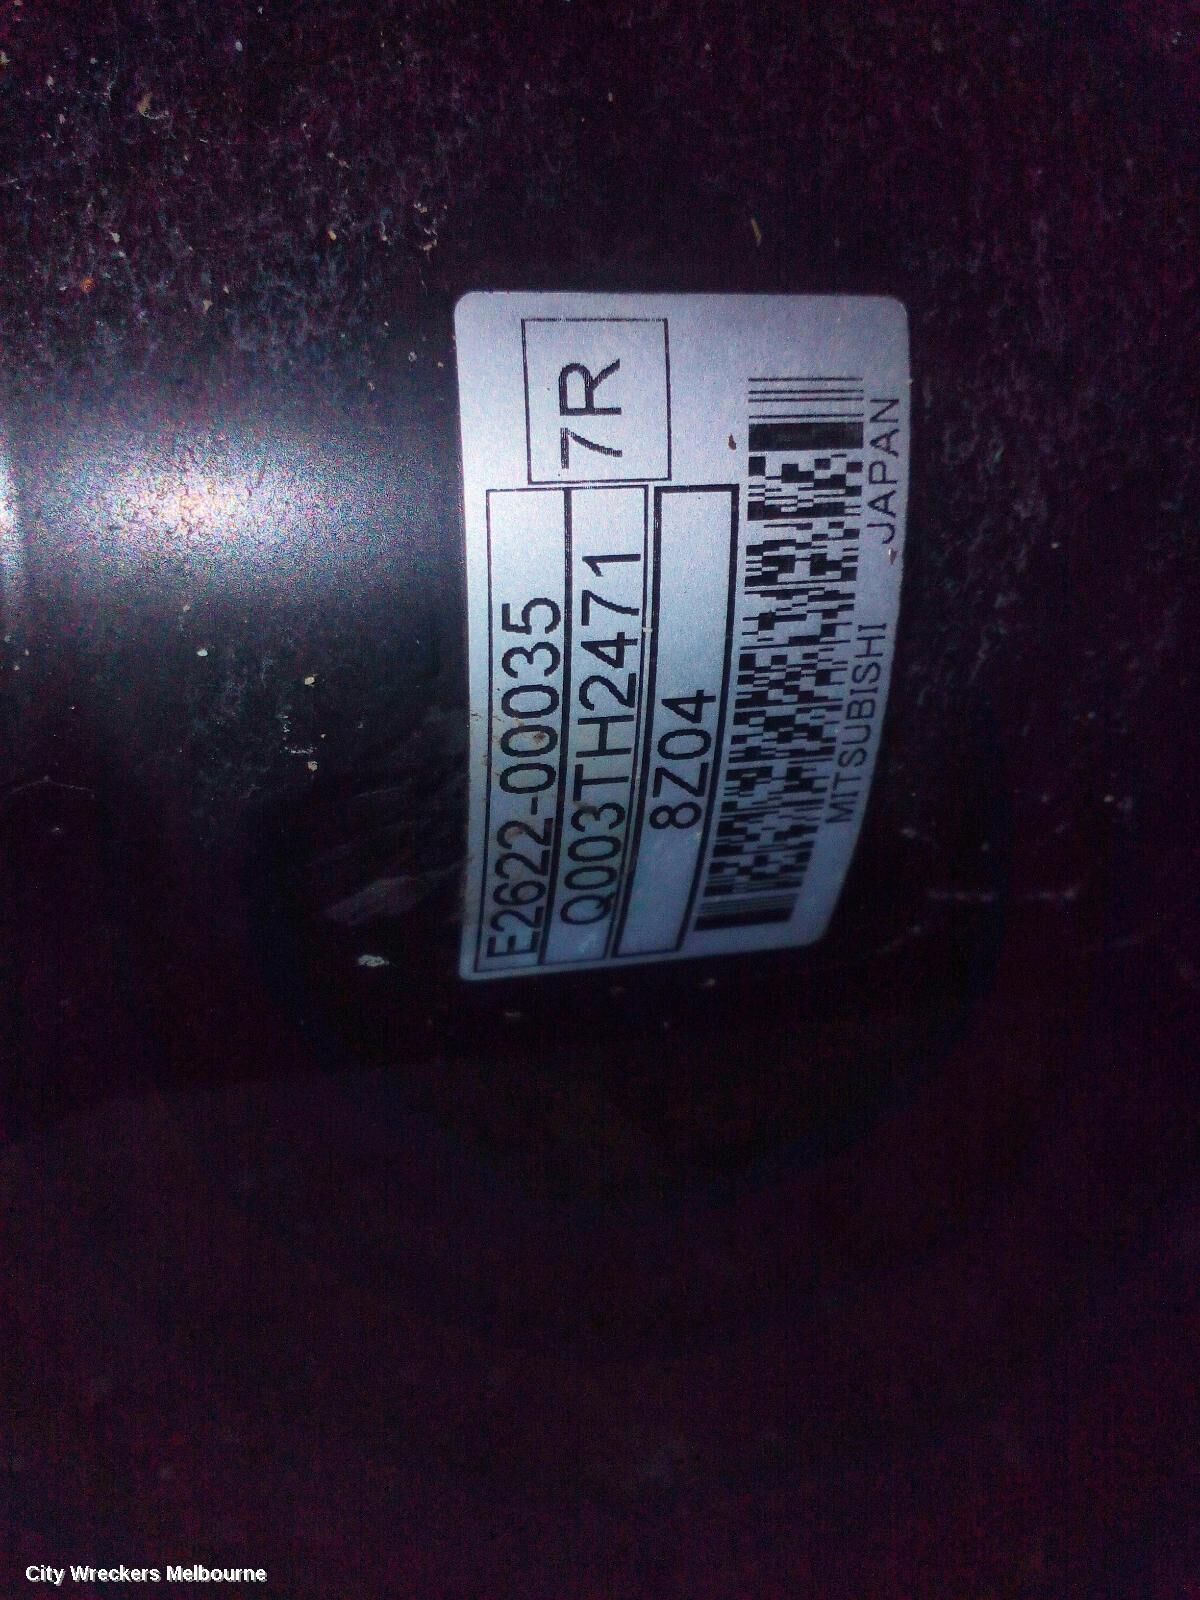 7R
E2622-00035
Q003TH2471
8Z04
MITSUBISHI JAPAN
City Wreckers Melbourne